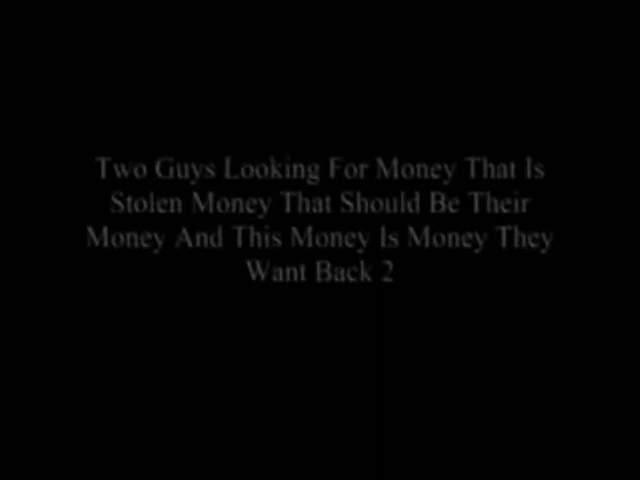 Two Guys Looking For Money That Is
Stolen Money That Should Be Their
Money And This Money Is Money They
Want Back 2